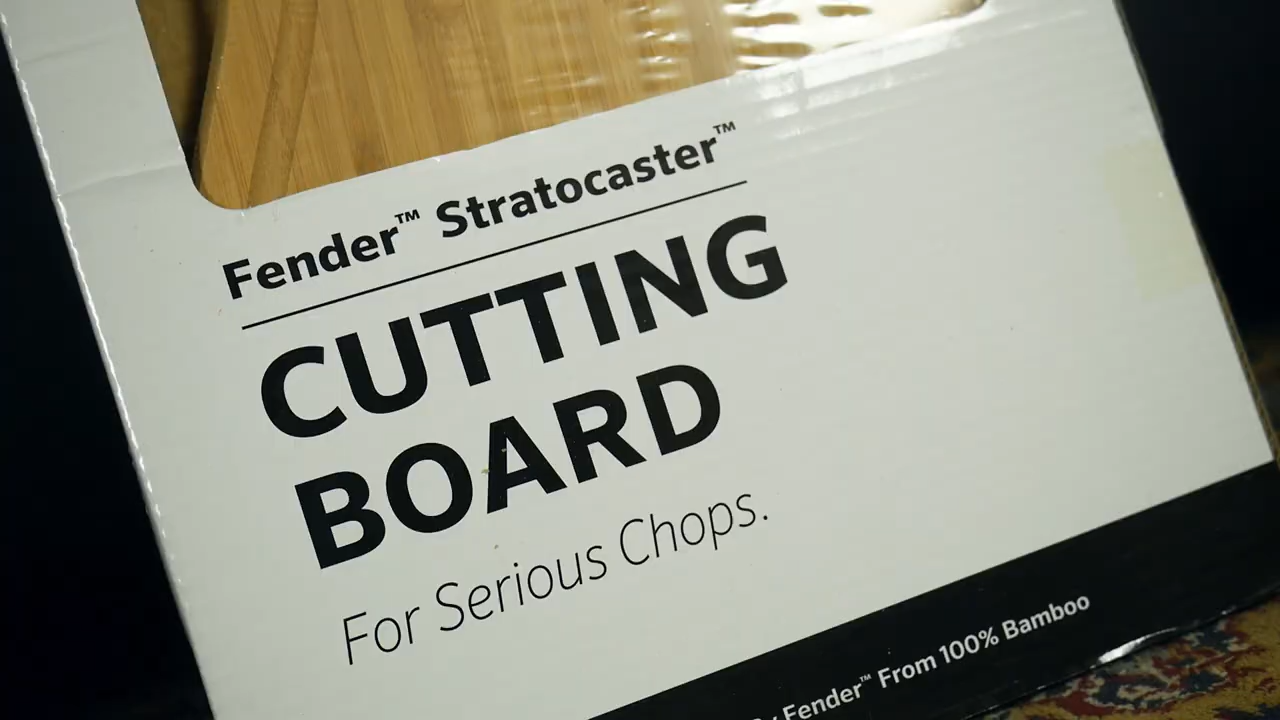 Fender™ Stratocaster™
CUTTING
BOARD
For Serious Chops.
Fender™ From 100% Bamboo